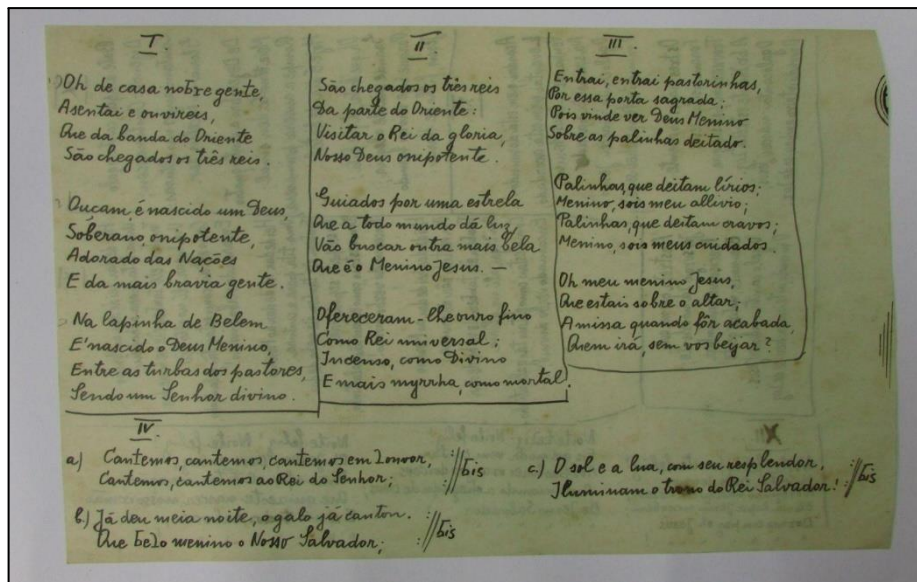 I.
Oh de casa nobre gente,
Asentai e ouvireis,
Que da banda do Oriente
São chegados os três reis.
Ouçam, é nascido um Deus,
Soberano, onipotente,
Adorado das Nações
E da mais bravia gente.
Na lapinha de Belem
E' nascido o Deus Menino,
Entre as turbas dos pastores,
Sendo um Senhor divino.
II.
São chegados os três reis
Da parte do Oriente:
Visitar o Rei da gloria,
Nosso Deus onipotente.
Guiados por uma estrela
Que a todo mundo dá luz,
Vão buscar outra mais bela
Que é o Menino Jesus. —
Ofereceram-lhe ouro fino
Como Rei universal;
Incenso, como Divino
E mais myrrha, como mortal.
III.
Entrai, entrai pastorinhas,
Por essa porta sagrada;
Pois vinde ver Deus Menino
Sobre as palinhas deitado.
Palinhas, que deitam lírios;
Menino, sois meu allivio;
Palinhas, que deitam cravos;
Menino, sois meus cuidados.
Oh meu menino Jesus,
Que estais sobre o altar;
A missa quando fôr acabada,
Quem irá, sem vos beijar?
IV
a) Cantemos, cantemos, cantemos em Louvor, :// bis
Cantemos, cantemos ao Rei do Senhor;
b) Já deu meia noite, o galo já cantou. :// bis
Que belo menino o Nosso Salvador;
c) O sol e a lua, com seu resplendor, :// bis
Iluminam o trono do Rei Salvador!